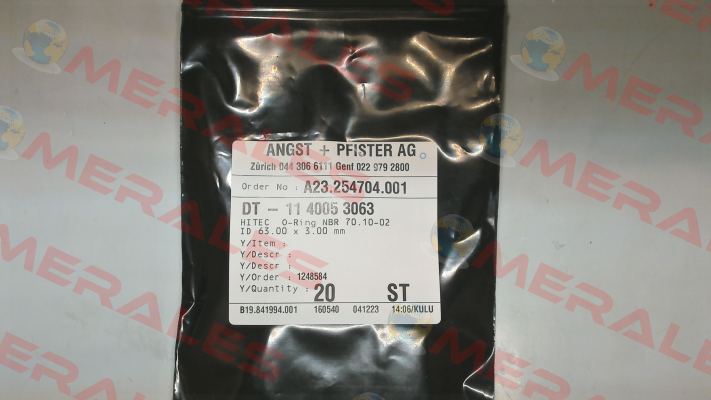 ANGST + PFISTER AG
Zürich 044 306 6111 Genf 022 979 2800
Order No : A23.254704.001
DT - 11 4005 3063
HITEC O-Ring NBR 70.10-02
ID 63.00 x 3.00 mm
Y/Item :
Y/Descr :
Y/Descr :
Y/Order : 1248584
Y/Quantity : 20 ST
B19.841994.001 160540 041223 14:06/KULU
MERALES
MERALES
MERALES
MERALES
MERALES
MERALES